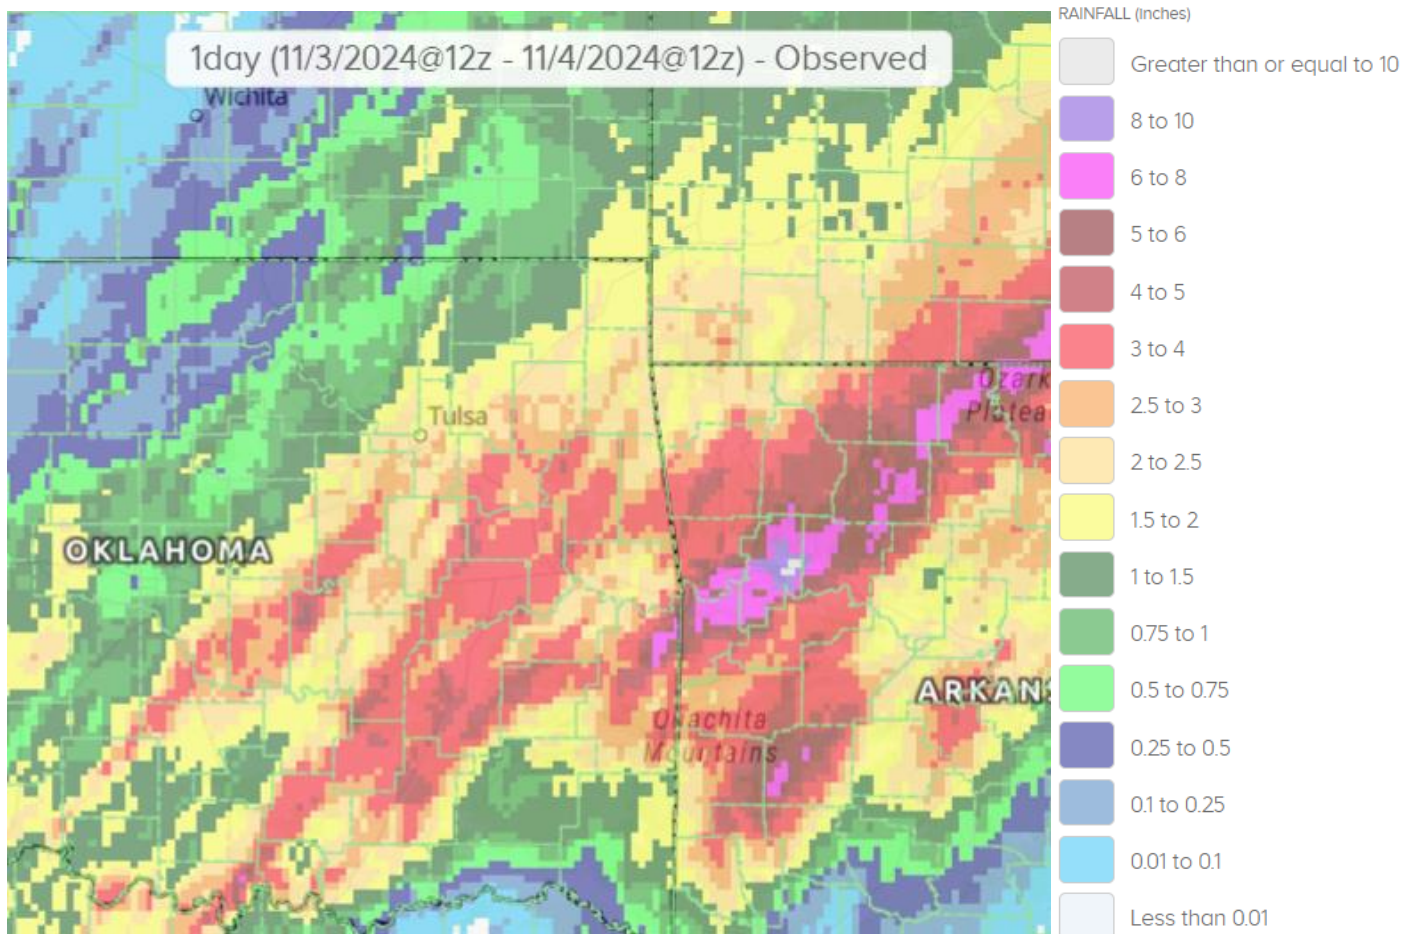 RAINFALL (Inches)
1day (11/3/2024@12z - 11/4/2024@12z) - Observed
Greater than or equal to 10
Wichita
8 to 10
6 to 8
5 to 6
4 to 5
3 to 4
Ozark
Platea
2.5 to 3
Tulsa
2 to 2.5
1.5 to 2
OKLAHOMA
1 to 1.5
0.75 to 1
ARKANS
0.5 to 0.75
Ouachita
Mountains
0.25 to 0.5
0.1 to 0.25
0.01 to 0.1
Less than 0.01